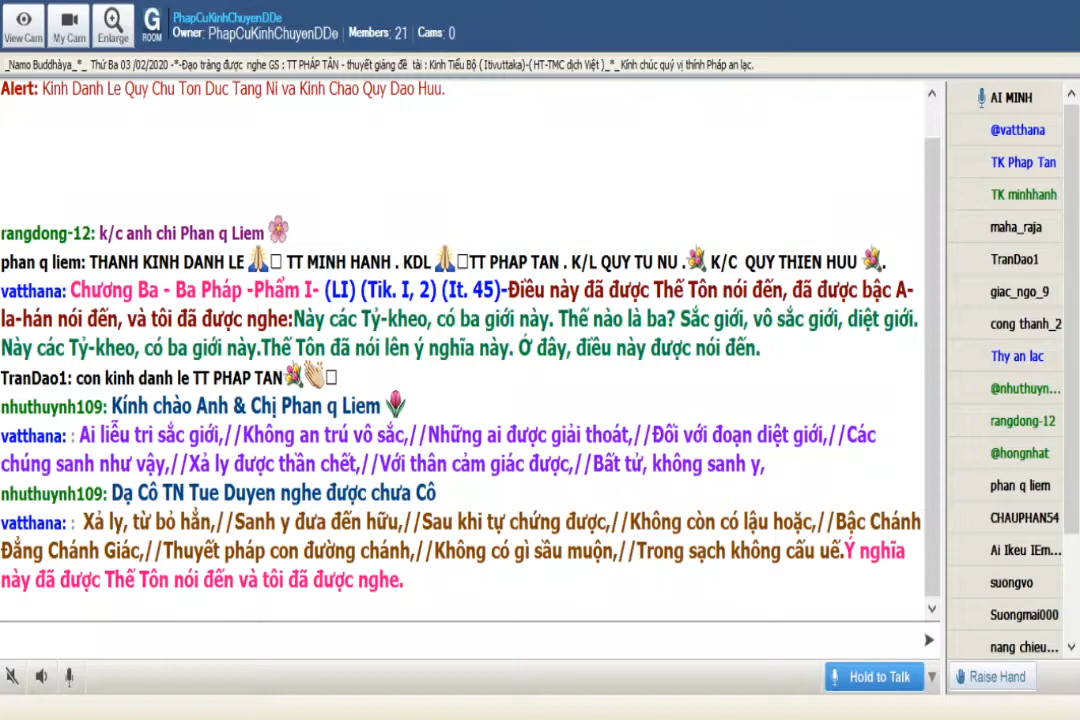 View Cam
My Cam
Enlarge
G
ROOM
PhapCuKinhChuyenDDe
Owner: PhapCuKinhChuyenDDe | Members: 21 | Cams: 0
_Namo Buddhàya_*_ Thứ Ba 03 /02/2020 -*-Đạo tràng được nghe GS : TT PHÁP TÂN - thuyết giảng đề tài : Kinh Tiểu Bộ ( Itivuttaka)-( HT-TMC dịch Việt )_*_Kính chúc quý vị thính Pháp an lạc.
Alert: Kinh Danh Le Quy Chu Ton Duc Tang Ni va Kinh Chao Quy Dao Huu.
rangdong-12: k/c anh chi Phan q Liem
phan q liem: THANH KINH DANH LE TT MINH HANH . KDL TT PHAP TAN . K/L QUY TU NU . K/C QUY THIEN HUU .
vatthana: Chương Ba - Ba Pháp -Phẩm I- (LI) (Tik. I, 2) (It. 45)-Điều này đã được Thế Tôn nói đến, đã được bậc A-
la-hán nói đến, và tôi đã được nghe:Này các Tỷ-kheo, có ba giới này. Thế nào là ba? Sắc giới, vô sắc giới, diệt giới.
Này các Tỷ-kheo, có ba giới này.Thế Tôn đã nói lên ý nghĩa này. Ở đây, điều này được nói đến.
TranDao1: con kinh danh le TT PHAP TAN
nhuthuynh109: Kính chào Anh & Chị Phan q Liem
vatthana: : Ai liễu tri sắc giới,//Không an trú vô sắc,//Những ai được giải thoát,//Đối với đoạn diệt giới,//Các
chúng sanh như vậy,//Xả ly được thần chết,//Với thân cảm giác được,//Bất tử, không sanh y,
nhuthuynh109: Dạ Cô TN Tue Duyen nghe được chưa Cô
vatthana: : Xả ly, từ bỏ hẳn,//Sanh y đưa đến hữu,//Sau khi tự chứng được,//Không còn có lậu hoặc,//Bậc Chánh
Đẳng Chánh Giác,//Thuyết pháp con đường chánh,//Không có gì sầu muộn,//Trong sạch không cấu uế.Ý nghĩa
này đã được Thế Tôn nói đến và tôi đã được nghe.
Hold to Talk
AI MINH
@vatthana
TK Phap Tan
TK minhhanh
maha_raja
TranDao1
giac_ngo_9
cong thanh_2
Thy an lac
@nhuthuyn...
rangdong-12
@hongnhat
phan q liem
CHAUPHAN54
Ai Ikeu IEm...
suongvo
Suongmai000
nang chieu...
Raise Hand